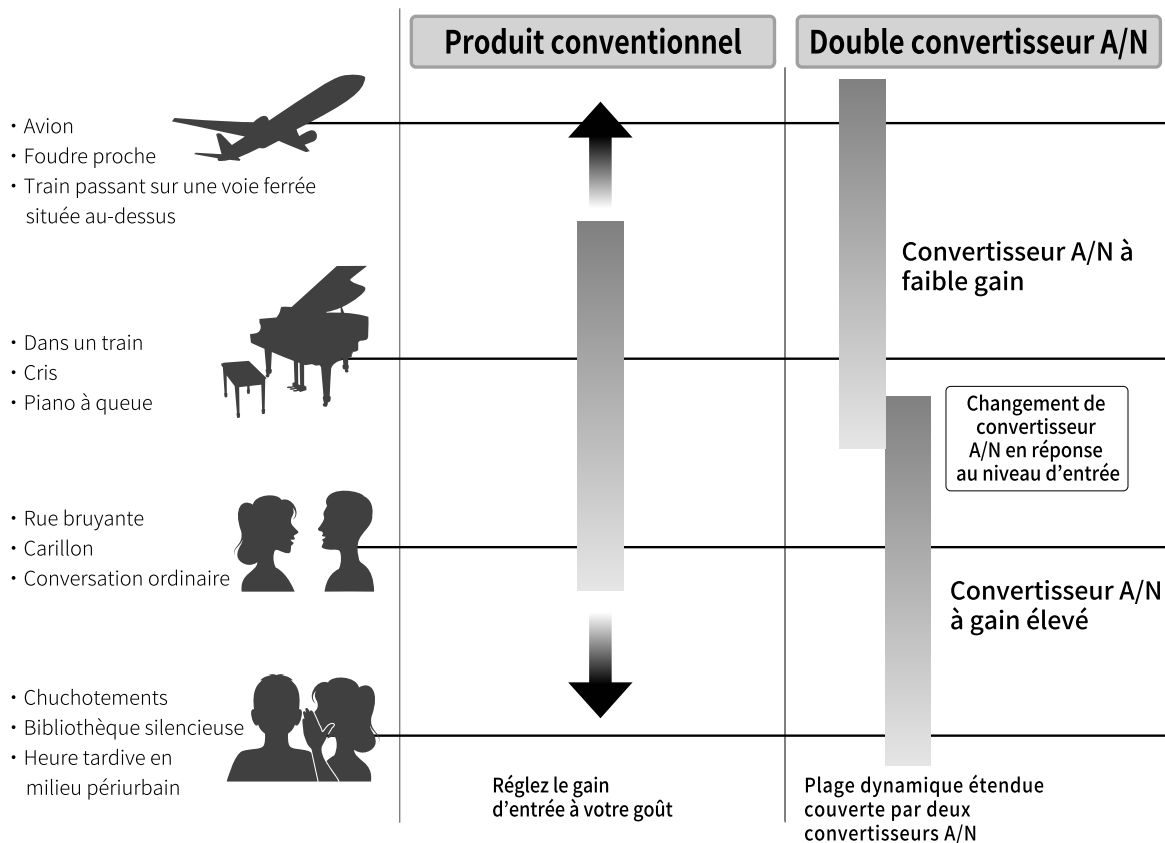 Produit conventionnel
Double convertisseur A/N
・Avion
・Foudre proche
・Train passant sur une voie ferrée
située au-dessus
・Dans un train
・Cris
・Piano à queue
・Rue bruyante
・Carillon
・Conversation ordinaire
・Chuchotements
・Bibliothèque silencieuse
・Heure tardive en
milieu périurbain
Réglez le gain
d’entrée à votre goût
Convertisseur A/N à
faible gain
Changement de
convertisseur
A/N en réponse
au niveau d’entrée
Convertisseur A/N
à gain élevé
Plage dynamique étendue
couverte par deux
convertisseurs A/N